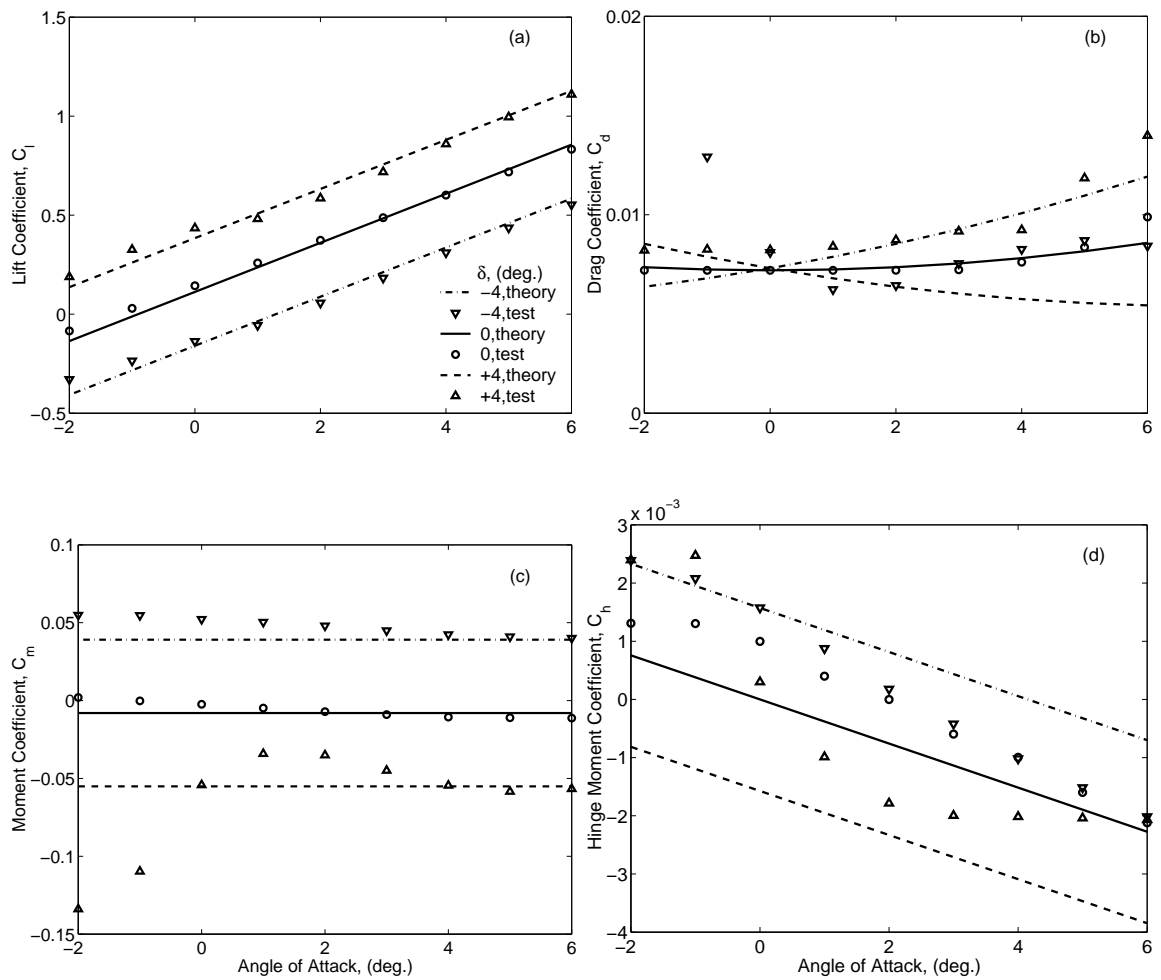 1.5
1
0.5
0
−0.5
−2
0
2
4
6
Lift Coefficient, C_l
(a)
δ, (deg.)
−4,theory
−4,test
0,theory
0,test
+4,theory
+4,test
0.02
0.01
0
−2
0
2
4
6
Drag Coefficient, C_d
(b)
0.1
0.05
0
−0.05
−0.1
−0.15
−2
0
2
4
6
Moment Coefficient, C_m
Angle of Attack, (deg.)
(c)
x 10^−3
3
2
1
0
−1
−2
−3
−4
−2
0
2
4
6
Hinge Moment Coefficient, C_h
Angle of Attack, (deg.)
(d)